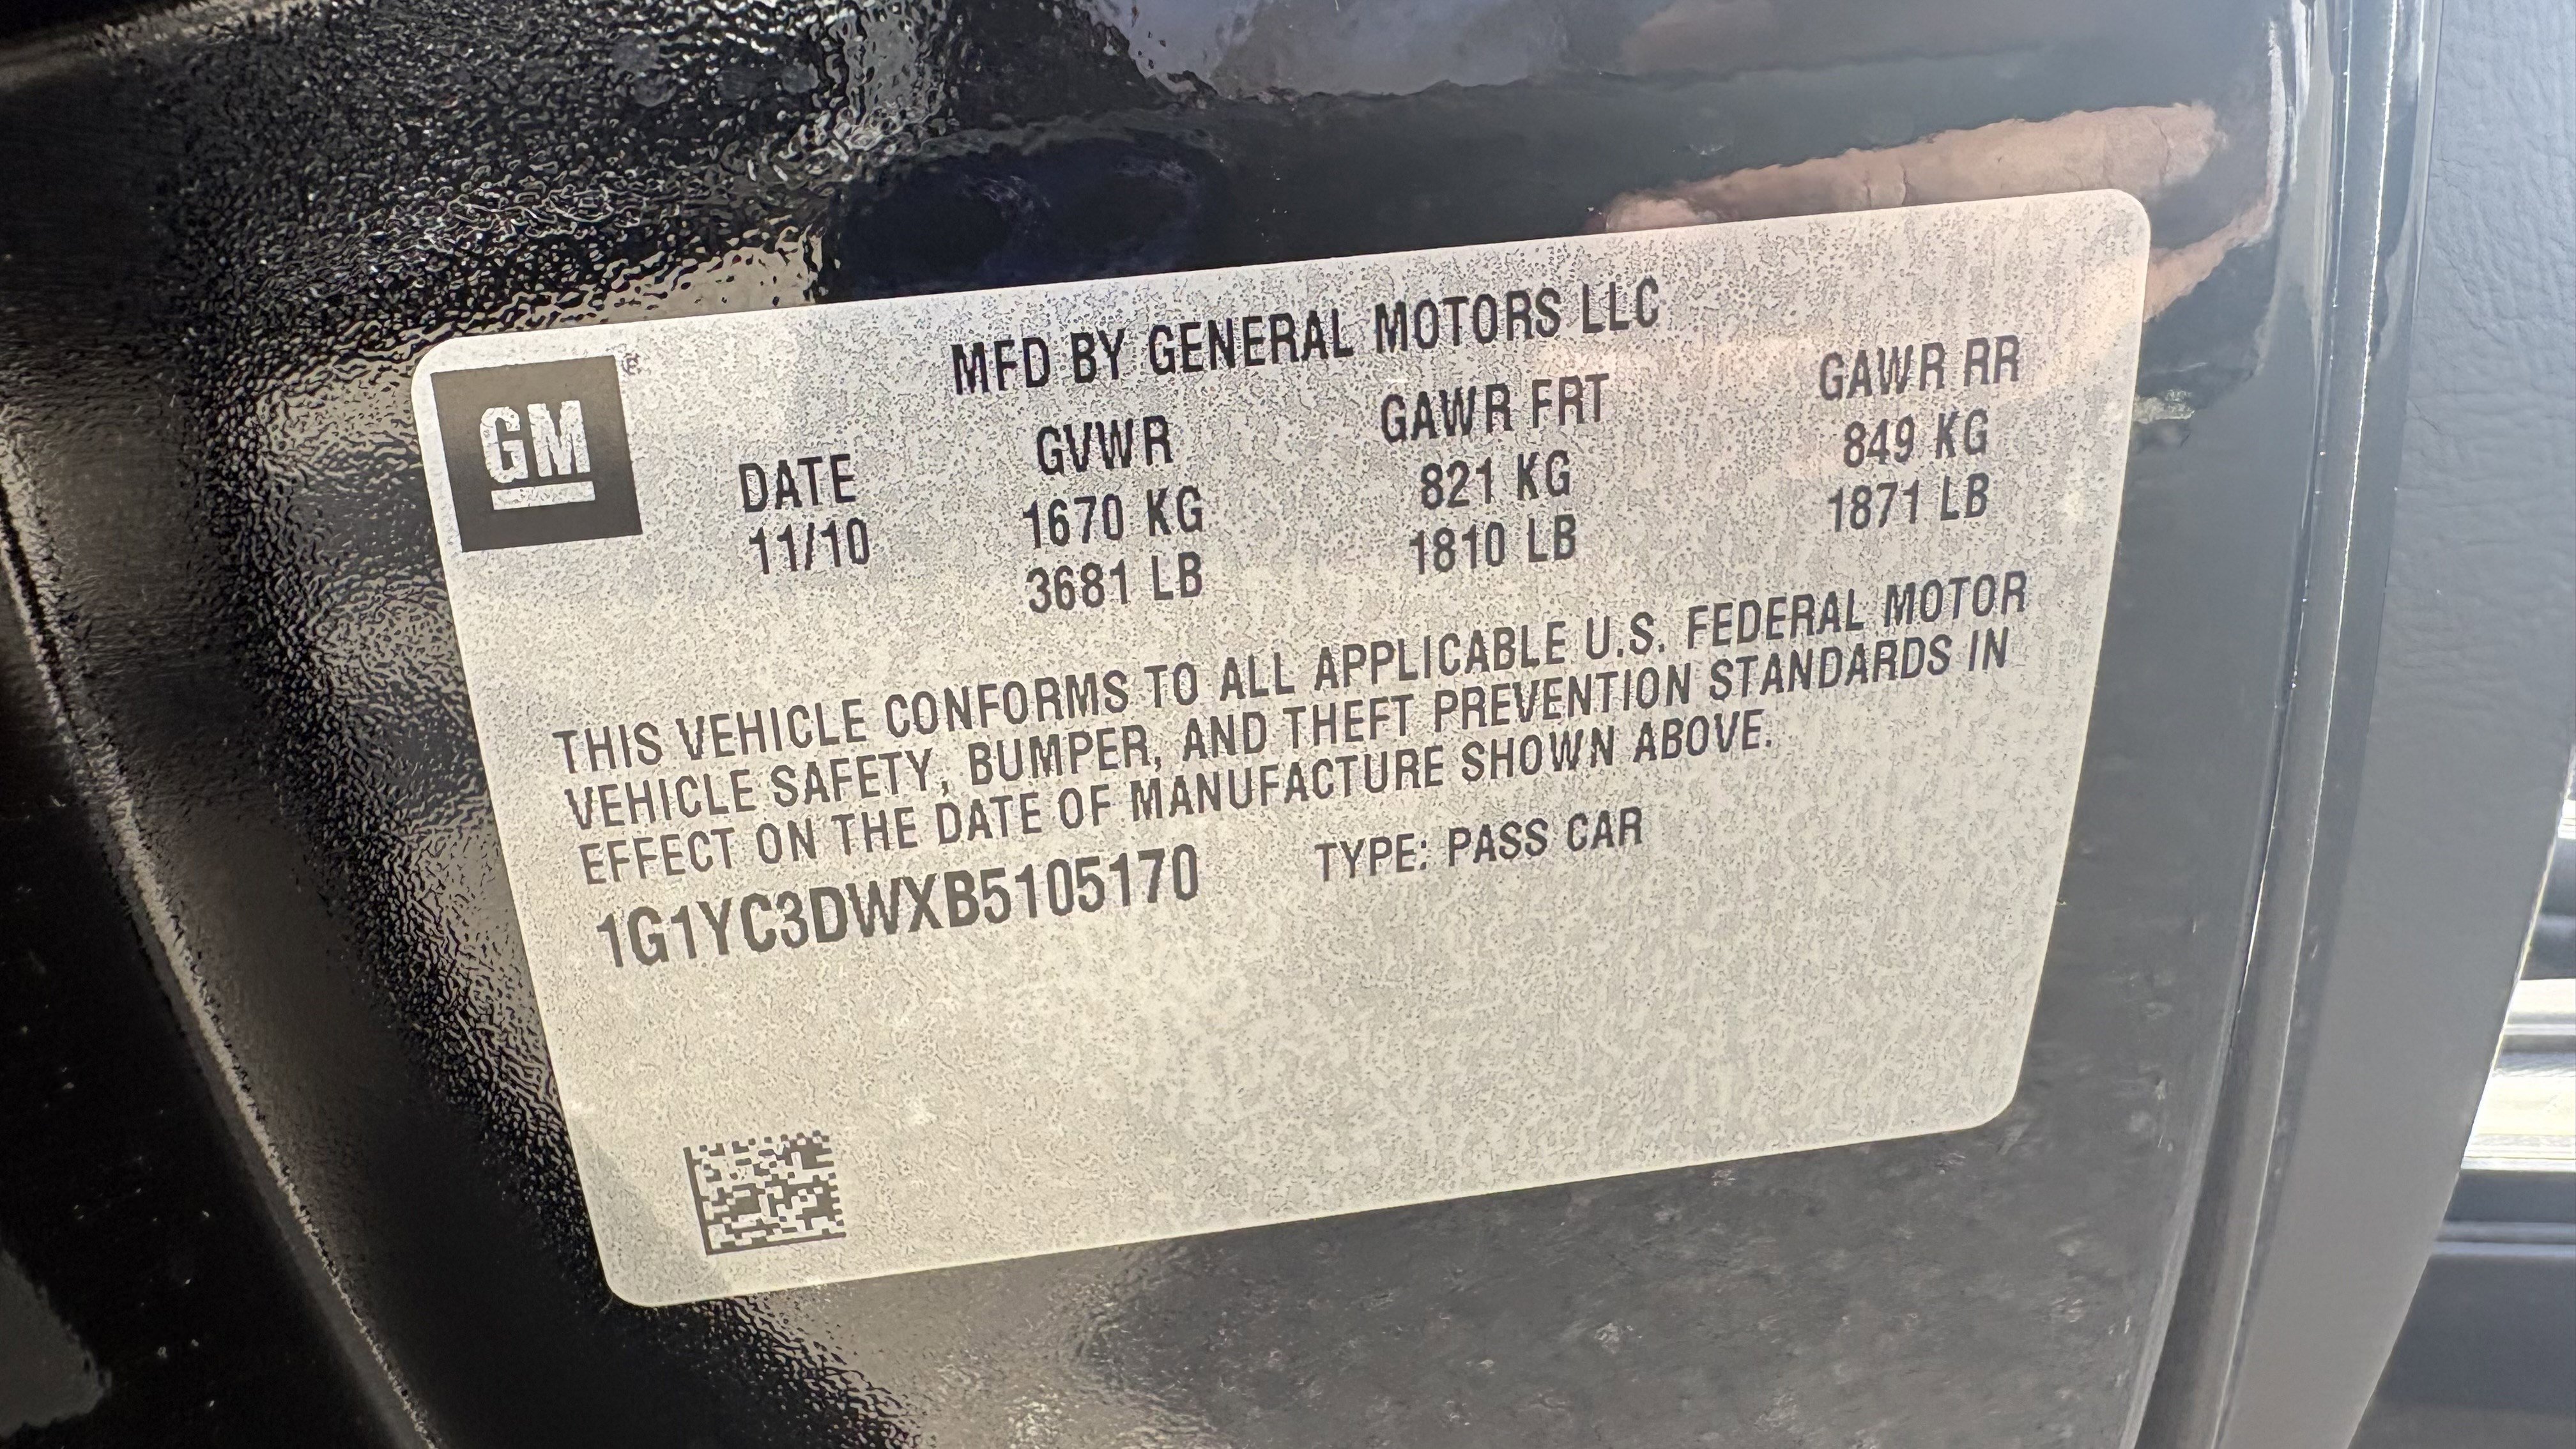 MFD BY GENERAL MOTORS LLC
GM ®
DATE GVWR GAWR FRT GAWR RR
11/10 1670 KG 821 KG 849 KG
3681 LB 1810 LB 1871 LB
THIS VEHICLE CONFORMS TO ALL APPLICABLE U.S. FEDERAL MOTOR
VEHICLE SAFETY, BUMPER, AND THEFT PREVENTION STANDARDS IN
EFFECT ON THE DATE OF MANUFACTURE SHOWN ABOVE.
1G1YC3DWXB5105170 TYPE: PASS CAR